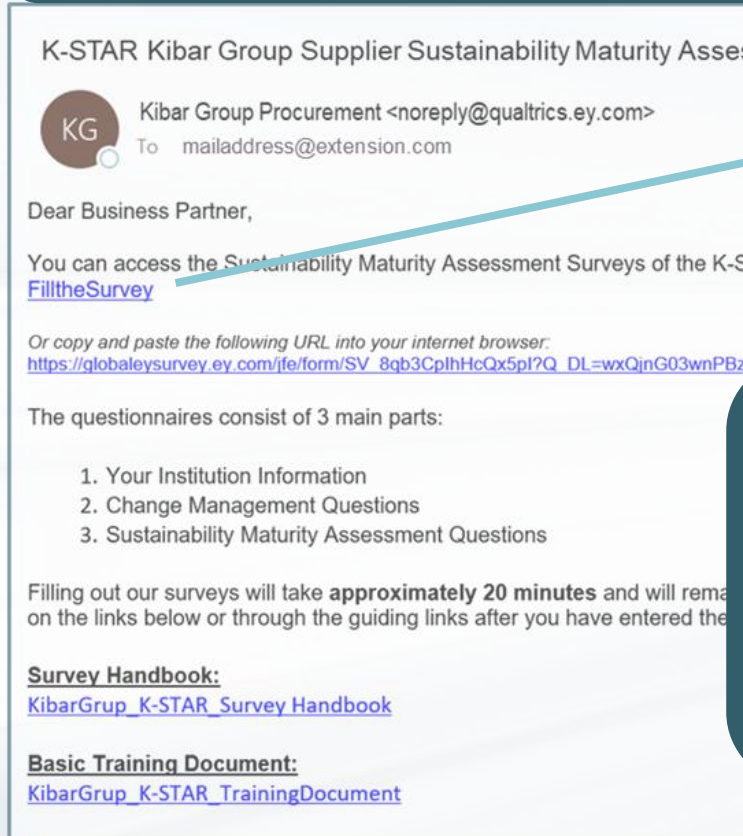 K-STAR Kibar Group Supplier Sustainability Maturity
KG
Kibar Group Procurement <noreply@qualtrics.ey.com>
To mailaddress@extension.com
Dear Business Partner,
You can access the Sustainability Maturity Assessment Surveys of the
FilltheSurvey
Or copy and paste the following URL into your internet browser:
https://globaleysurvey.ey.com/jfe/form/SV_8qb3CpIhHcQx5pI?Q_DL=wxQjnG03wnPBz
The questionnaires consist of 3 main parts:
1. Your Institution Information
2. Change Management Questions
3. Sustainability Maturity Assessment Questions
Filling out our surveys will take approximately 20 minutes and will
on the links below or through the guiding links after you have entered the
Survey Handbook:
KibarGrup_K-STAR_Survey Handbook
Basic Training Document:
KibarGrup_K-STAR_TrainingDocument